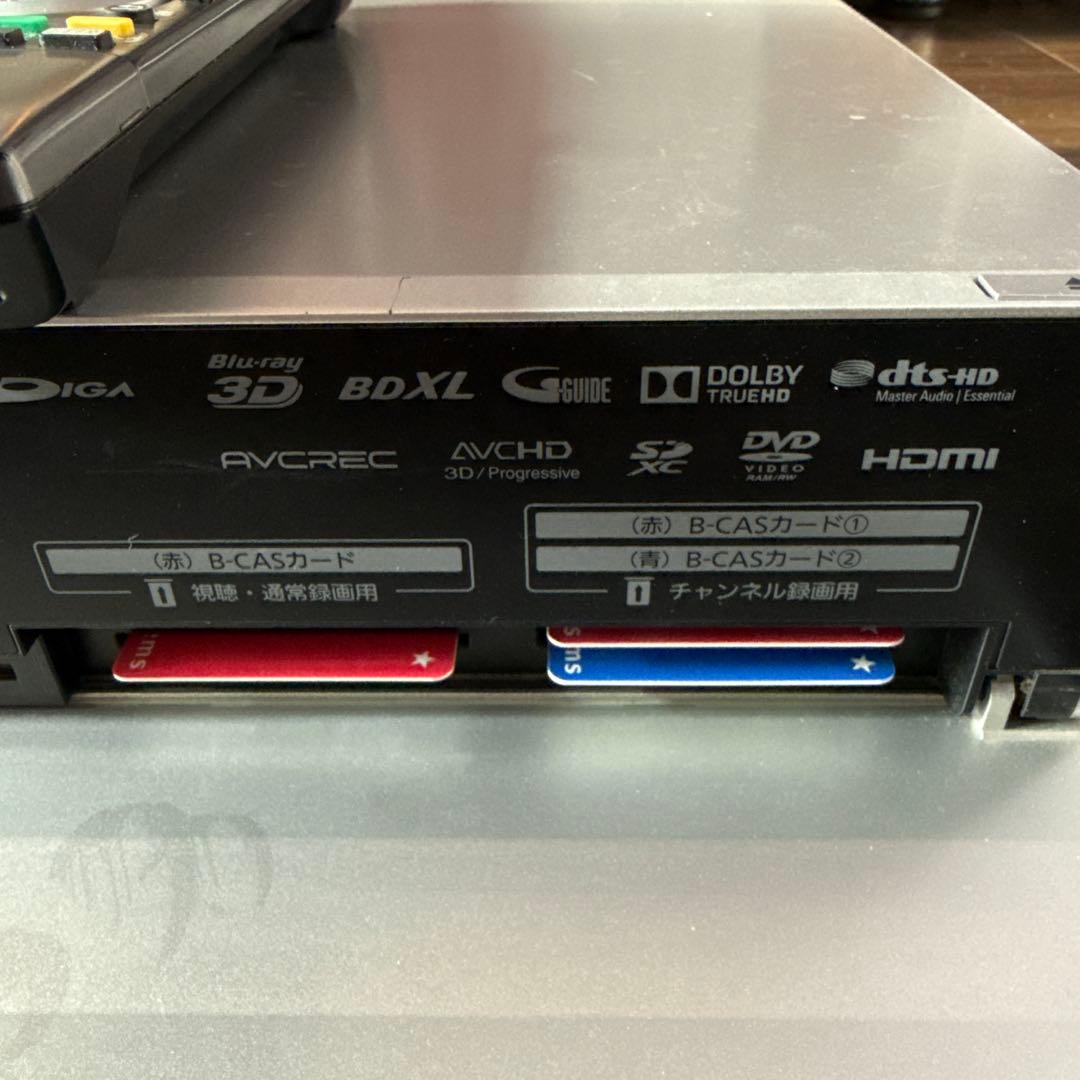 DIGA Blu-ray 3D BDXL G-GUIDE DOLBY TRUEHD dts-HD Master Audio | Essential
AVCREC AVCHD 3D / Progressive SD XC DVD VIDEO RAM/RW HDMI
(赤) B-CASカード
視聴・通常録画用
(赤) B-CASカード①
(青) B-CASカード②
チャンネル録画用
ms
s
ms